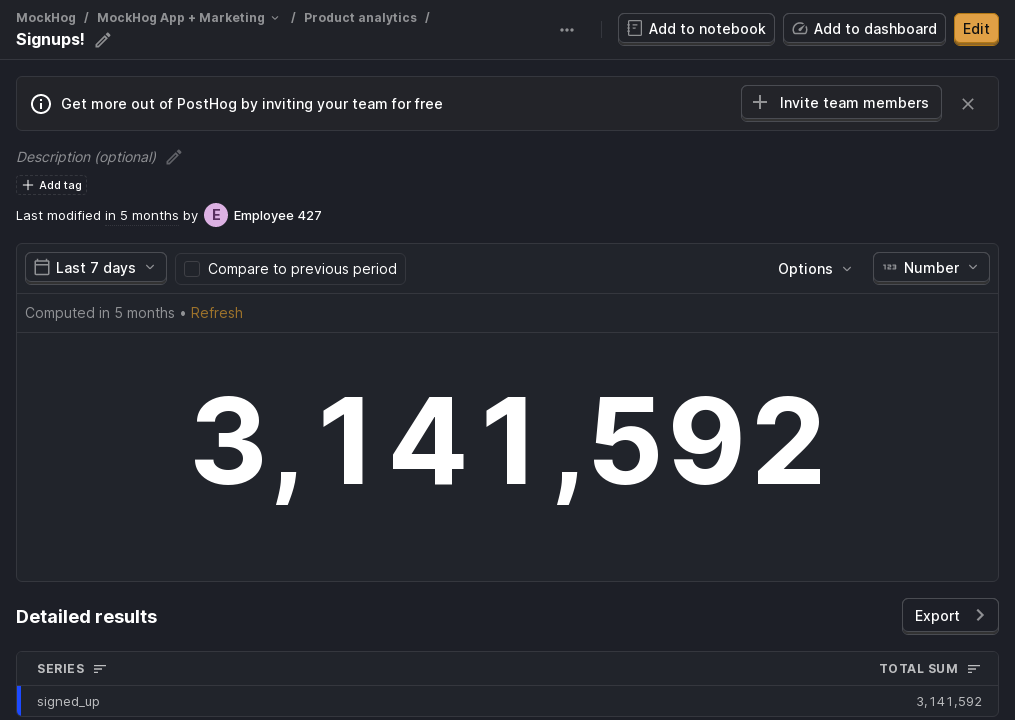 MockHog / MockHog App + Marketing / Product analytics /
Signups!
Add to notebook
Add to dashboard
Edit
Get more out of PostHog by inviting your team for free
Invite team members
Description (optional)
Add tag
Last modified in 5 months by E Employee 427
Last 7 days
Compare to previous period
Options
123 Number
Computed in 5 months • Refresh
3,141,592
Detailed results
Export
SERIES
TOTAL SUM
signed_up
3,141,592